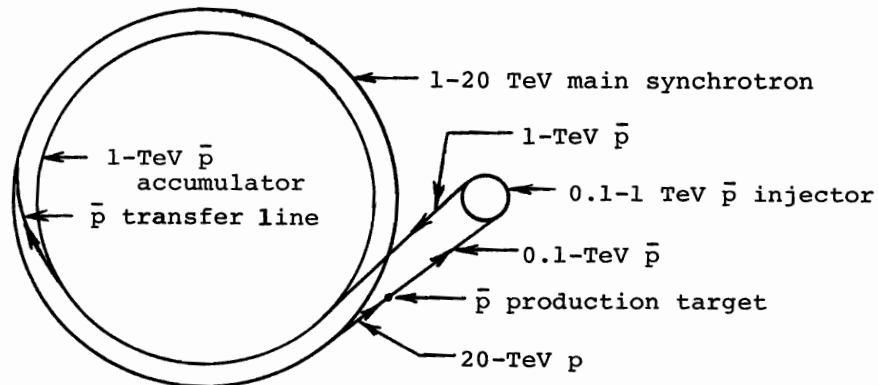 1-20 TeV main synchrotron
1-TeV p̄
1-TeV p̄
accumulator
0.1-1 TeV p̄ injector
p̄ transfer line
0.1-TeV p̄
p̄ production target
20-TeV p